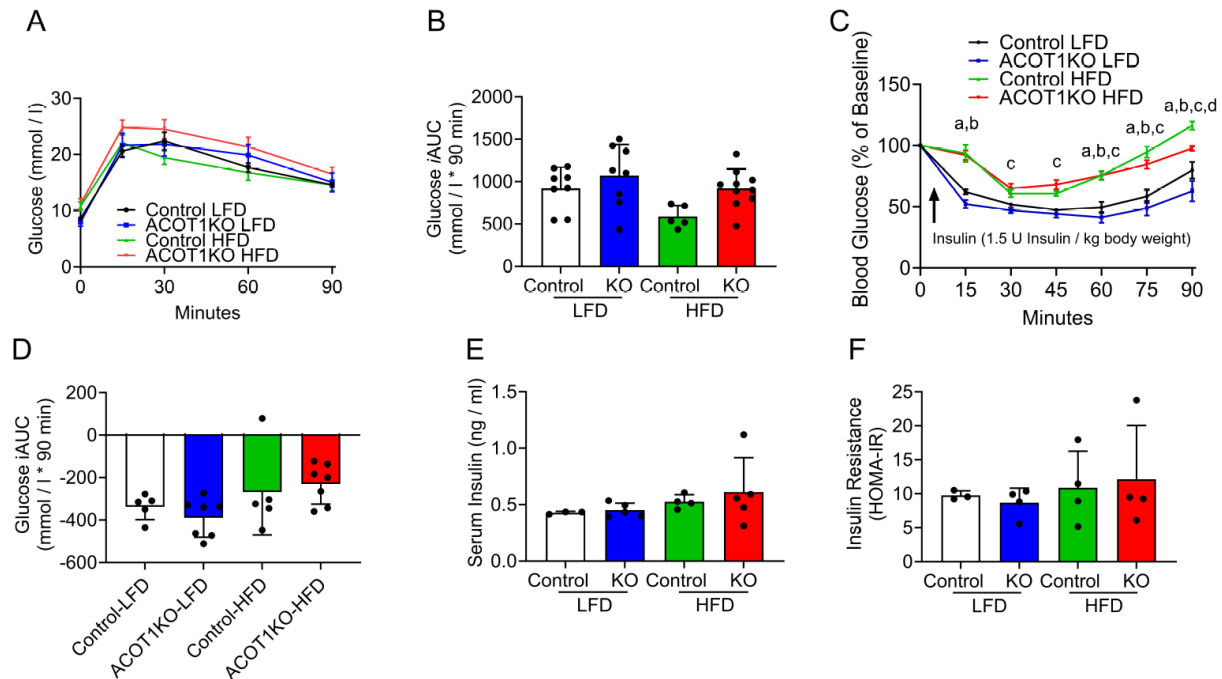 A
Glucose (mmol / l)
30
20
10
0
Control LFD
ACOT1KO LFD
Control HFD
ACOT1KO HFD
0 30 60 90
Minutes
B
Glucose iAUC
(mmol / l * 90 min)
2000
1500
1000
500
0
Control KO Control KO
LFD HFD
C
Control LFD
ACOT1KO LFD
Control HFD
ACOT1KO HFD
Blood Glucose (% of Baseline)
150
100
50
0
a,b
c
c
a,b,c
a,b,c
a,b,c,d
Insulin (1.5 U Insulin / kg body weight)
0 15 30 45 60 75 90
Minutes
D
Glucose iAUC
(mmol / l * 90 min)
200
0
-200
-400
-600
Control-LFD
ACOT1KO-LFD
Control-HFD
ACOT1KO-HFD
E
Serum Insulin (ng / ml)
1.5
1.0
0.5
0.0
Control KO Control KO
LFD HFD
F
Insulin Resistance
(HOMA-IR)
25
20
15
10
5
0
Control KO Control KO
LFD HFD